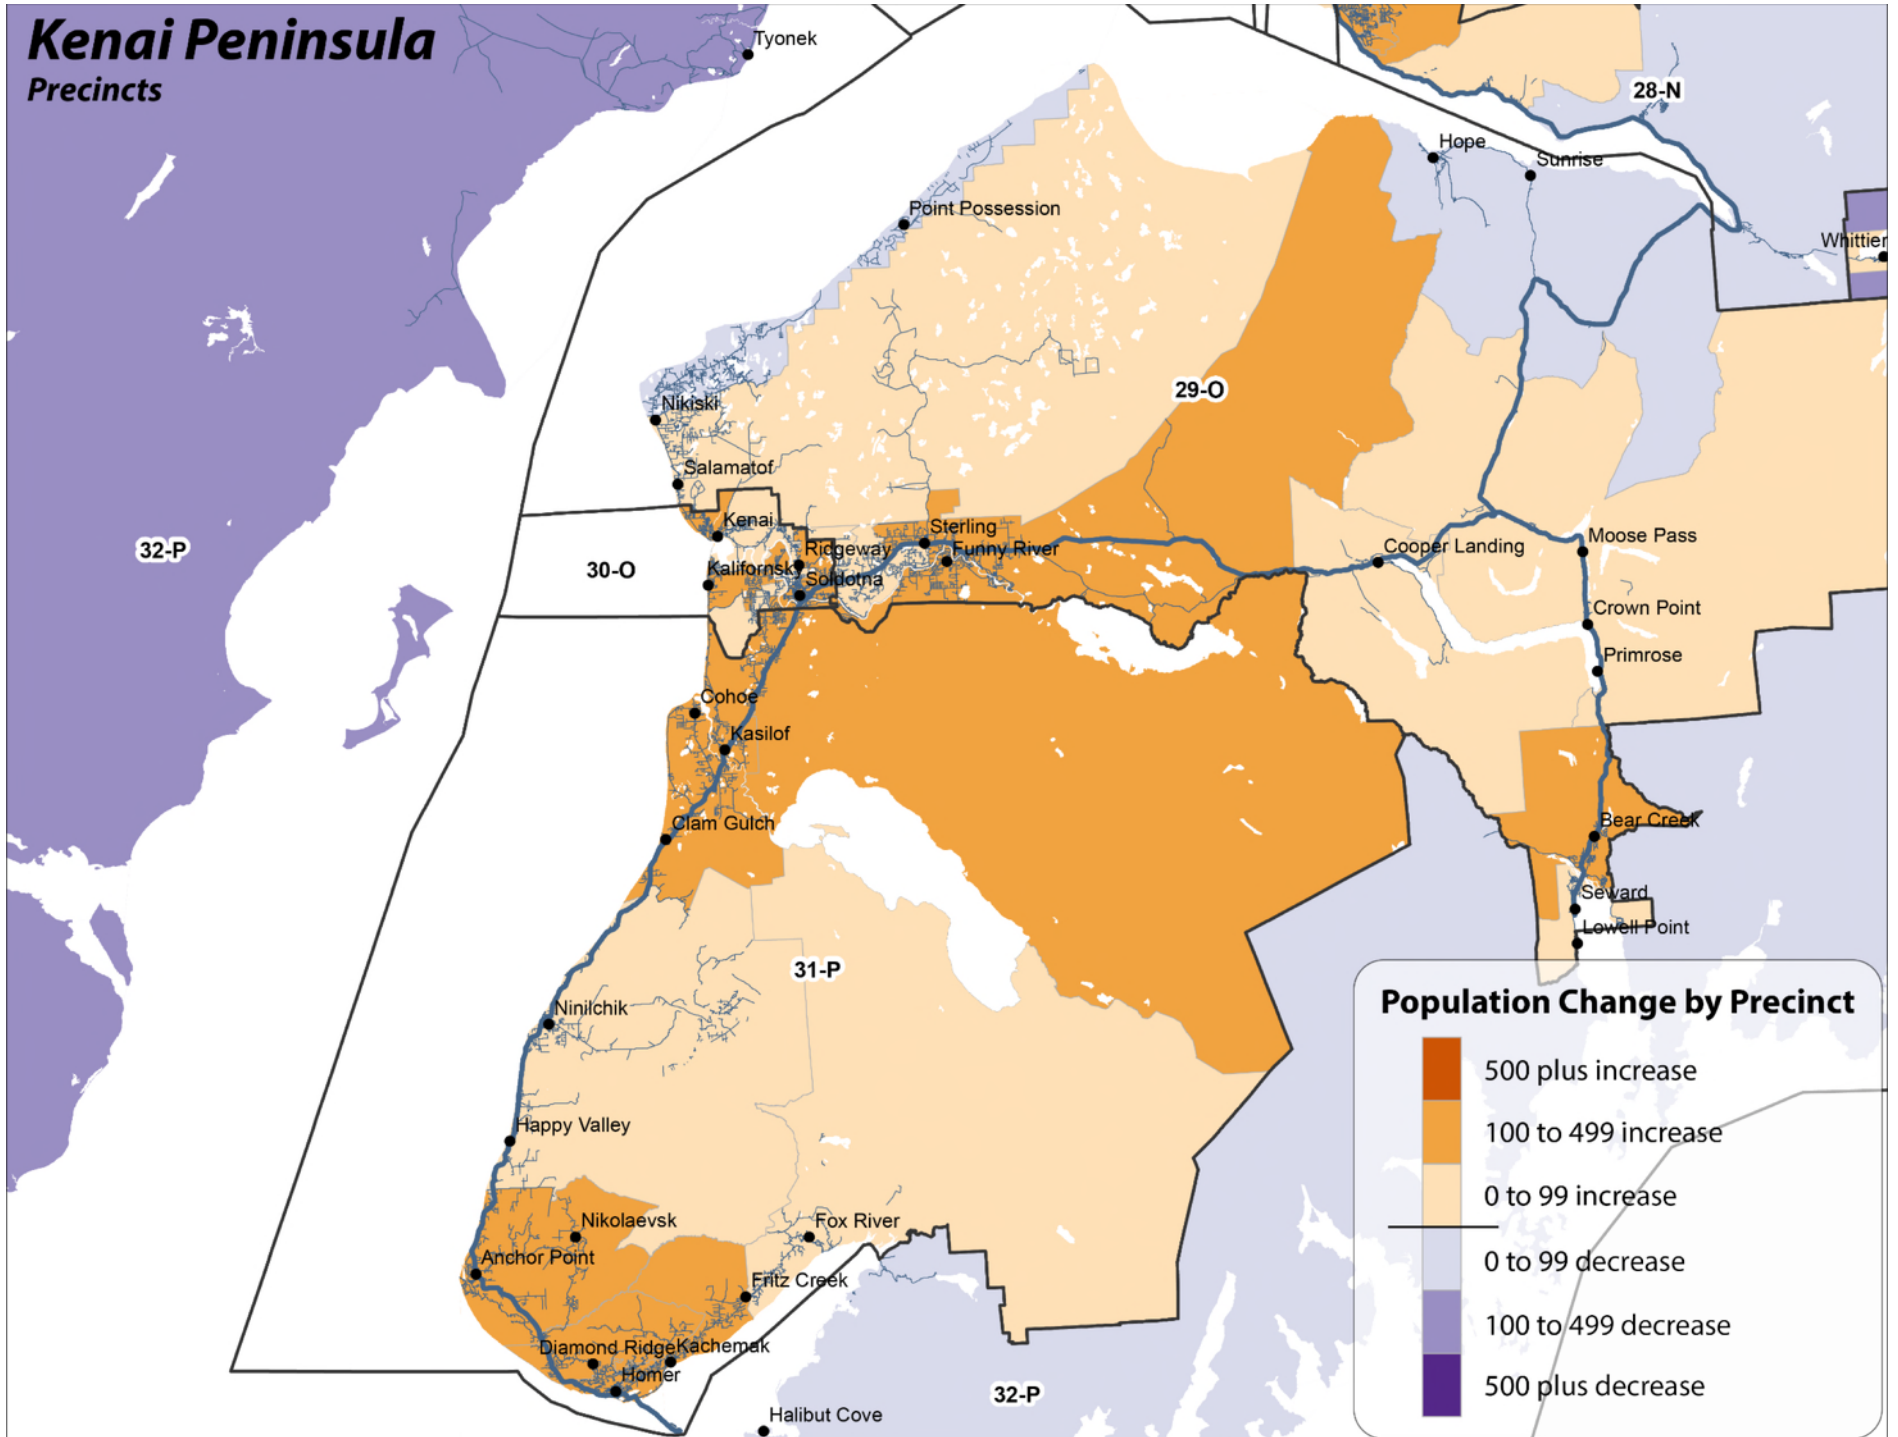 Kenai Peninsula
Precincts
Tyonek
28-N
Hope
Sunrise
Point Possession
Whittier
29-O
Nikiski
Salamatof
Kenai
Sterling
Ridgeway
Funny River
32-P
30-O
Kalifornsky
Soldotna
Cooper Landing
Moose Pass
Crown Point
Primrose
Cohoe
Kasilof
Clam Gulch
Bear Creek
Seward
Lowell Point
31-P
Ninilchik
Happy Valley
Nikolaevsk
Fox River
Anchor Point
Fritz Creek
Diamond Ridge
Kachemak
Homer
32-P
Halibut Cove
Population Change by Precinct
500 plus increase
100 to 499 increase
0 to 99 increase
0 to 99 decrease
100 to 499 decrease
500 plus decrease